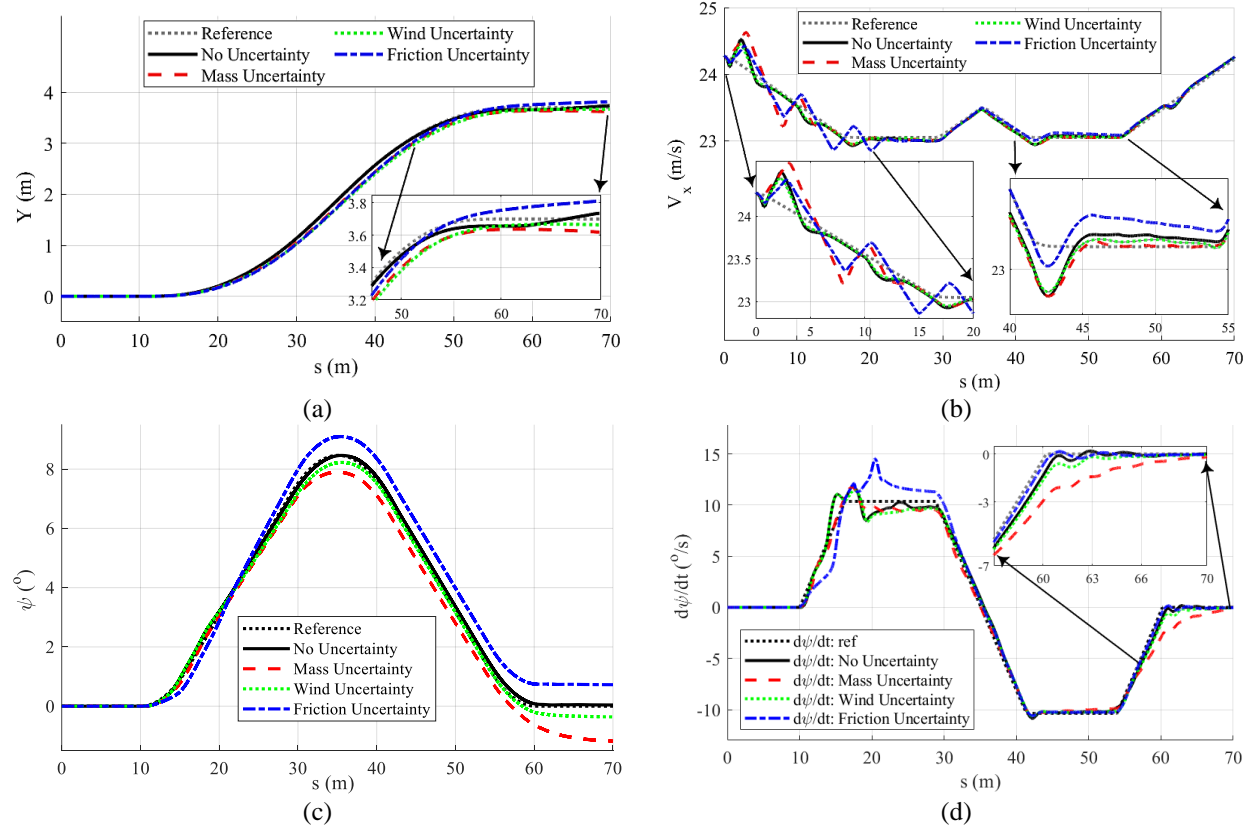 Reference
No Uncertainty
Mass Uncertainty
Wind Uncertainty
Friction Uncertainty
Y (m)
4
3
2
1
0
3.8
3.6
3.4
3.2
50 60 70
0 10 20 30 40 50 60 70
s (m)
(a)
Reference
No Uncertainty
Mass Uncertainty
Wind Uncertainty
Friction Uncertainty
V_x (m/s)
25
24
23
24
23.5
23
0 5 10 15 20
23
40 45 50 55
0 10 20 30 40 50 60 70
s (m)
(b)
ψ (°)
8
6
4
2
0
Reference
No Uncertainty
Mass Uncertainty
Wind Uncertainty
Friction Uncertainty
0 10 20 30 40 50 60 70
s (m)
(c)
dψ/dt (°/s)
15
10
5
0
-5
-10
0
-3
-7
60 63 66 70
dψ/dt: ref
dψ/dt: No Uncertainty
dψ/dt: Mass Uncertainty
dψ/dt: Wind Uncertainty
dψ/dt: Friction Uncertainty
0 10 20 30 40 50 60 70
s (m)
(d)